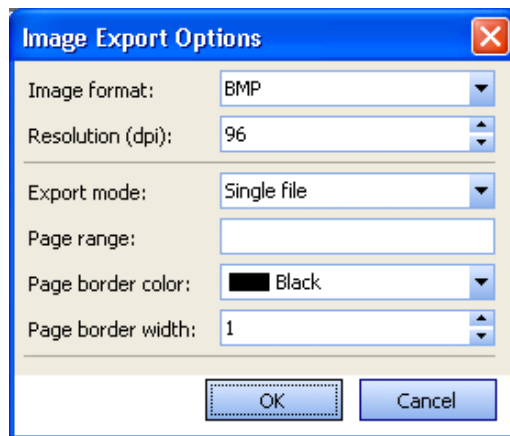 Image Export Options
Image format: BMP
Resolution (dpi): 96
Export mode: Single file
Page range:
Page border color: Black
Page border width: 1
OK Cancel